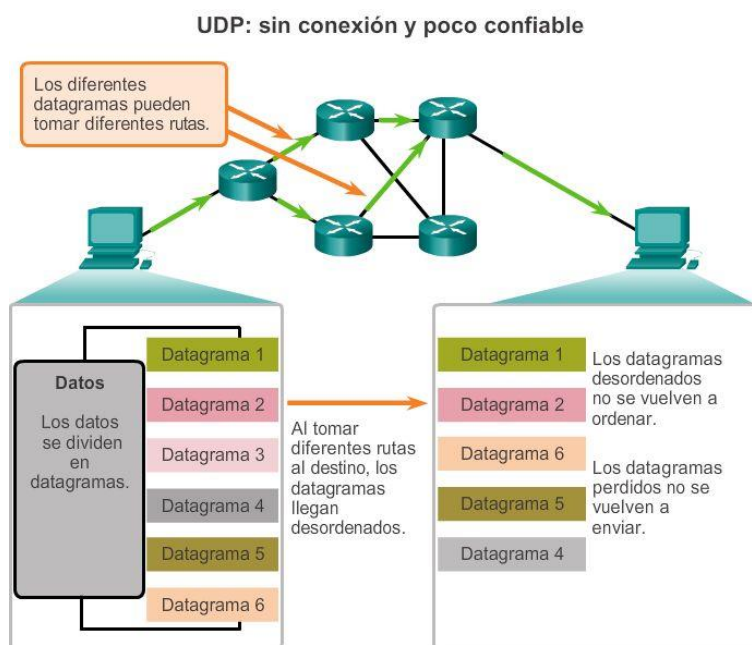 UDP: sin conexión y poco confiable
Los diferentes
datagramas pueden
tomar diferentes rutas.
Datos
Los datos
se dividen
en
datagramas.
Datagrama 1
Datagrama 2
Datagrama 3
Datagrama 4
Datagrama 5
Datagrama 6
Al tomar
diferentes rutas
al destino, los
datagramas
llegan
desordenados.
Datagrama 1
Datagrama 2
Datagrama 6
Datagrama 5
Datagrama 4
Los datagramas
desordenados
no se vuelven a
ordenar.
Los datagramas
perdidos no se
vuelven a
enviar.